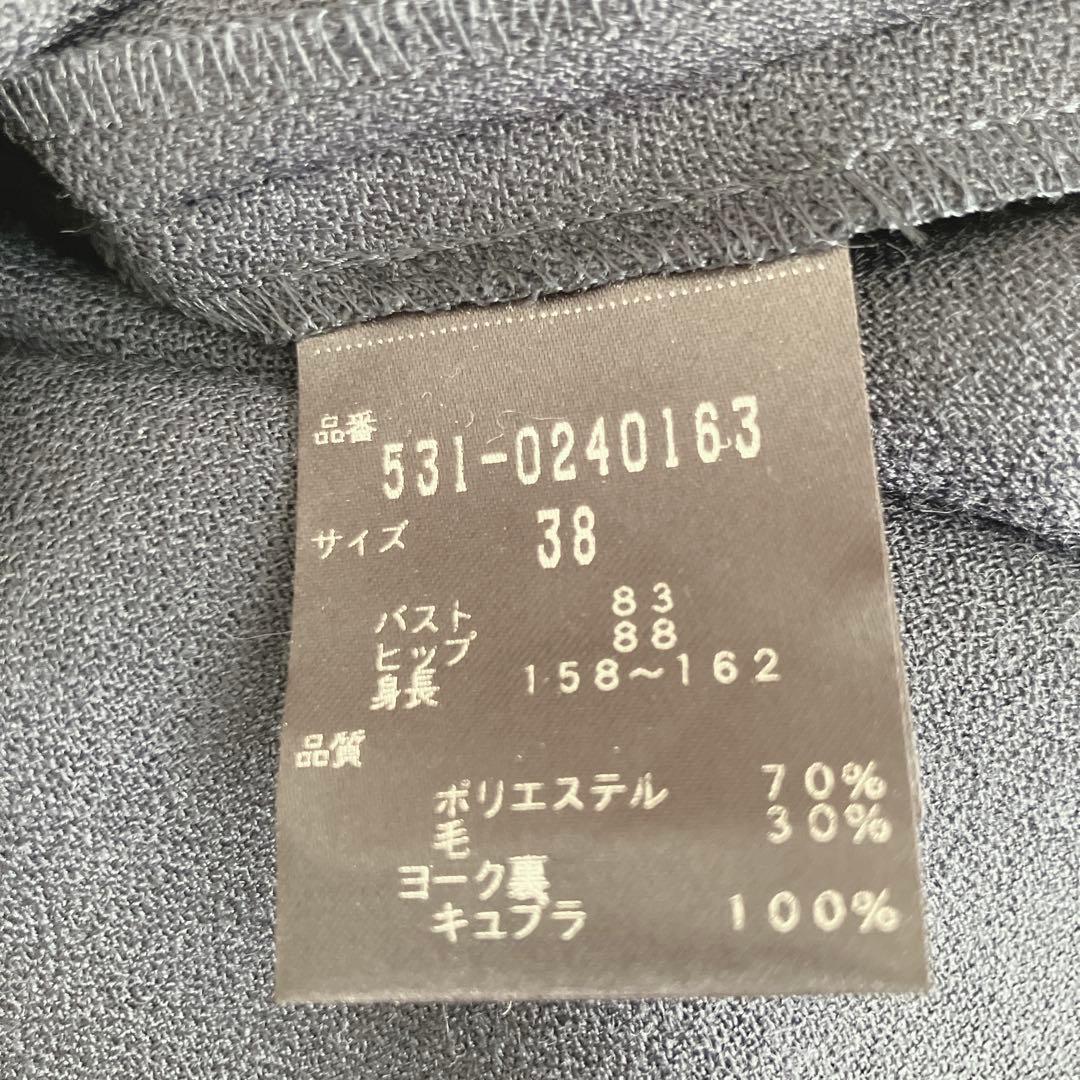 品番
531-0240163
サイズ 38
バスト 83
ヒップ 88
身長 158～162
品質
ポリエステル 70%
毛 30%
ヨーク裏
キュプラ 100%